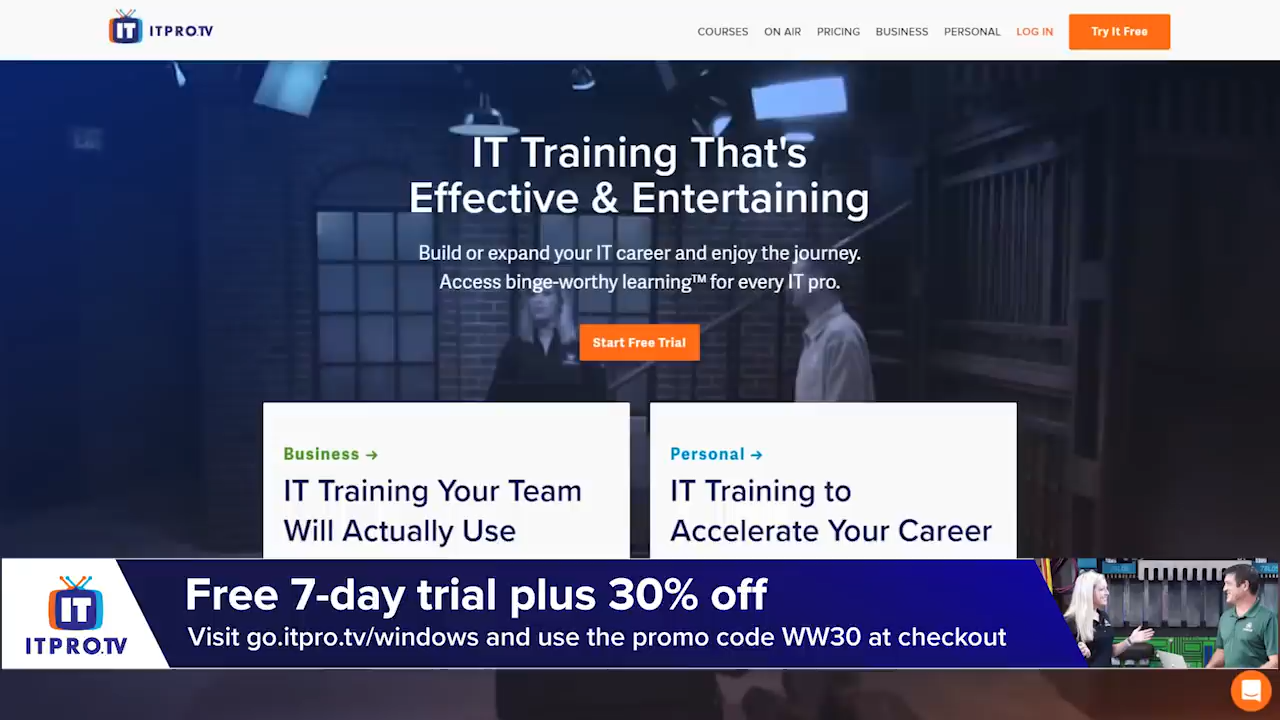 IT
ITPRO.TV
COURSES
ON AIR
PRICING
BUSINESS
PERSONAL
LOG IN
Try It Free
IT Training That's
Effective & Entertaining
Build or expand your IT career and enjoy the journey.
Access binge-worthy learning™ for every IT pro.
Start Free Trial
Business →
IT Training Your Team
Will Actually Use
Personal →
IT Training to
Accelerate Your Career
IT
ITPRO.TV
Free 7-day trial plus 30% off
Visit go.itpro.tv/windows and use the promo code WW30 at checkout